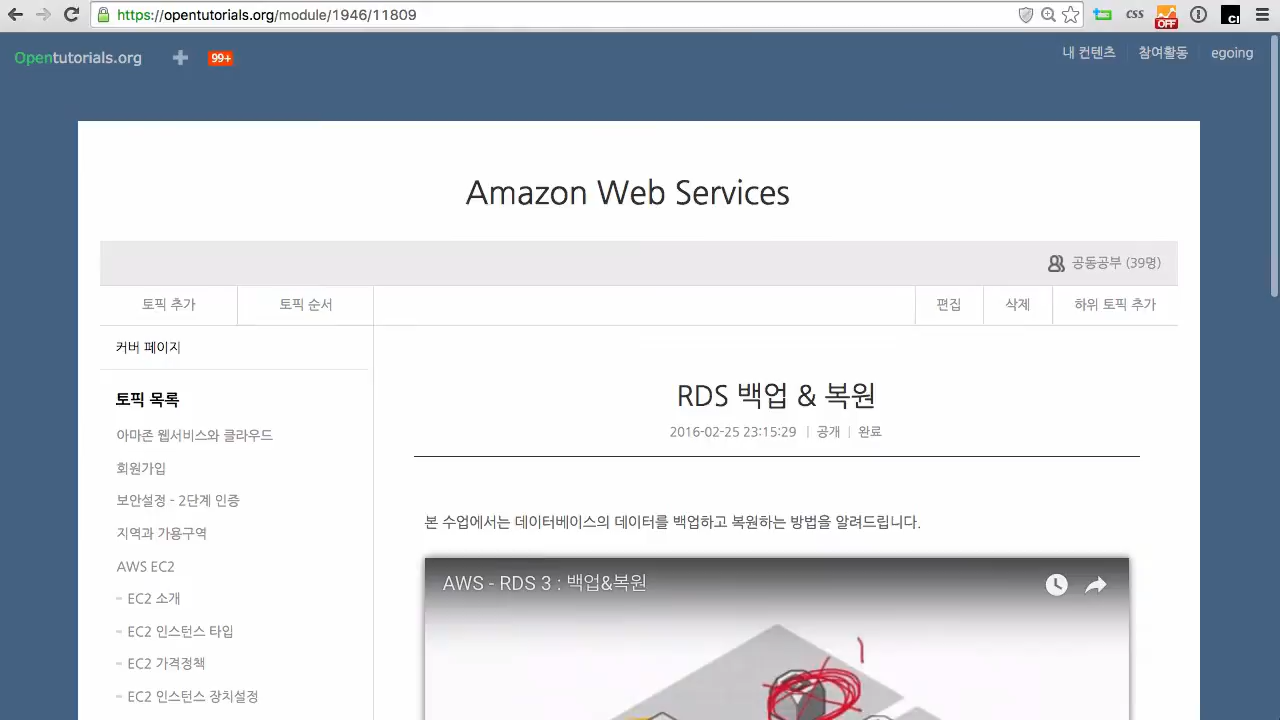 https://opentutorials.org/module/1946/11809
CSS
OFF
Opentutorials.org
99+
내 컨텐츠
참여활동
egoing
Amazon Web Services
공동공부 (39명)
토픽 추가
토픽 순서
편집
삭제
하위 토픽 추가
커버 페이지
토픽 목록
아마존 웹서비스와 클라우드
회원가입
보안설정 - 2단계 인증
지역과 가용구역
AWS EC2
- EC2 소개
- EC2 인스턴스 타입
- EC2 가격정책
- EC2 인스턴스 장치설정
RDS 백업 & 복원
2016-02-25 23:15:29 | 공개 | 완료
본 수업에서는 데이터베이스의 데이터를 백업하고 복원하는 방법을 알려드립니다.
AWS - RDS 3 : 백업&복원